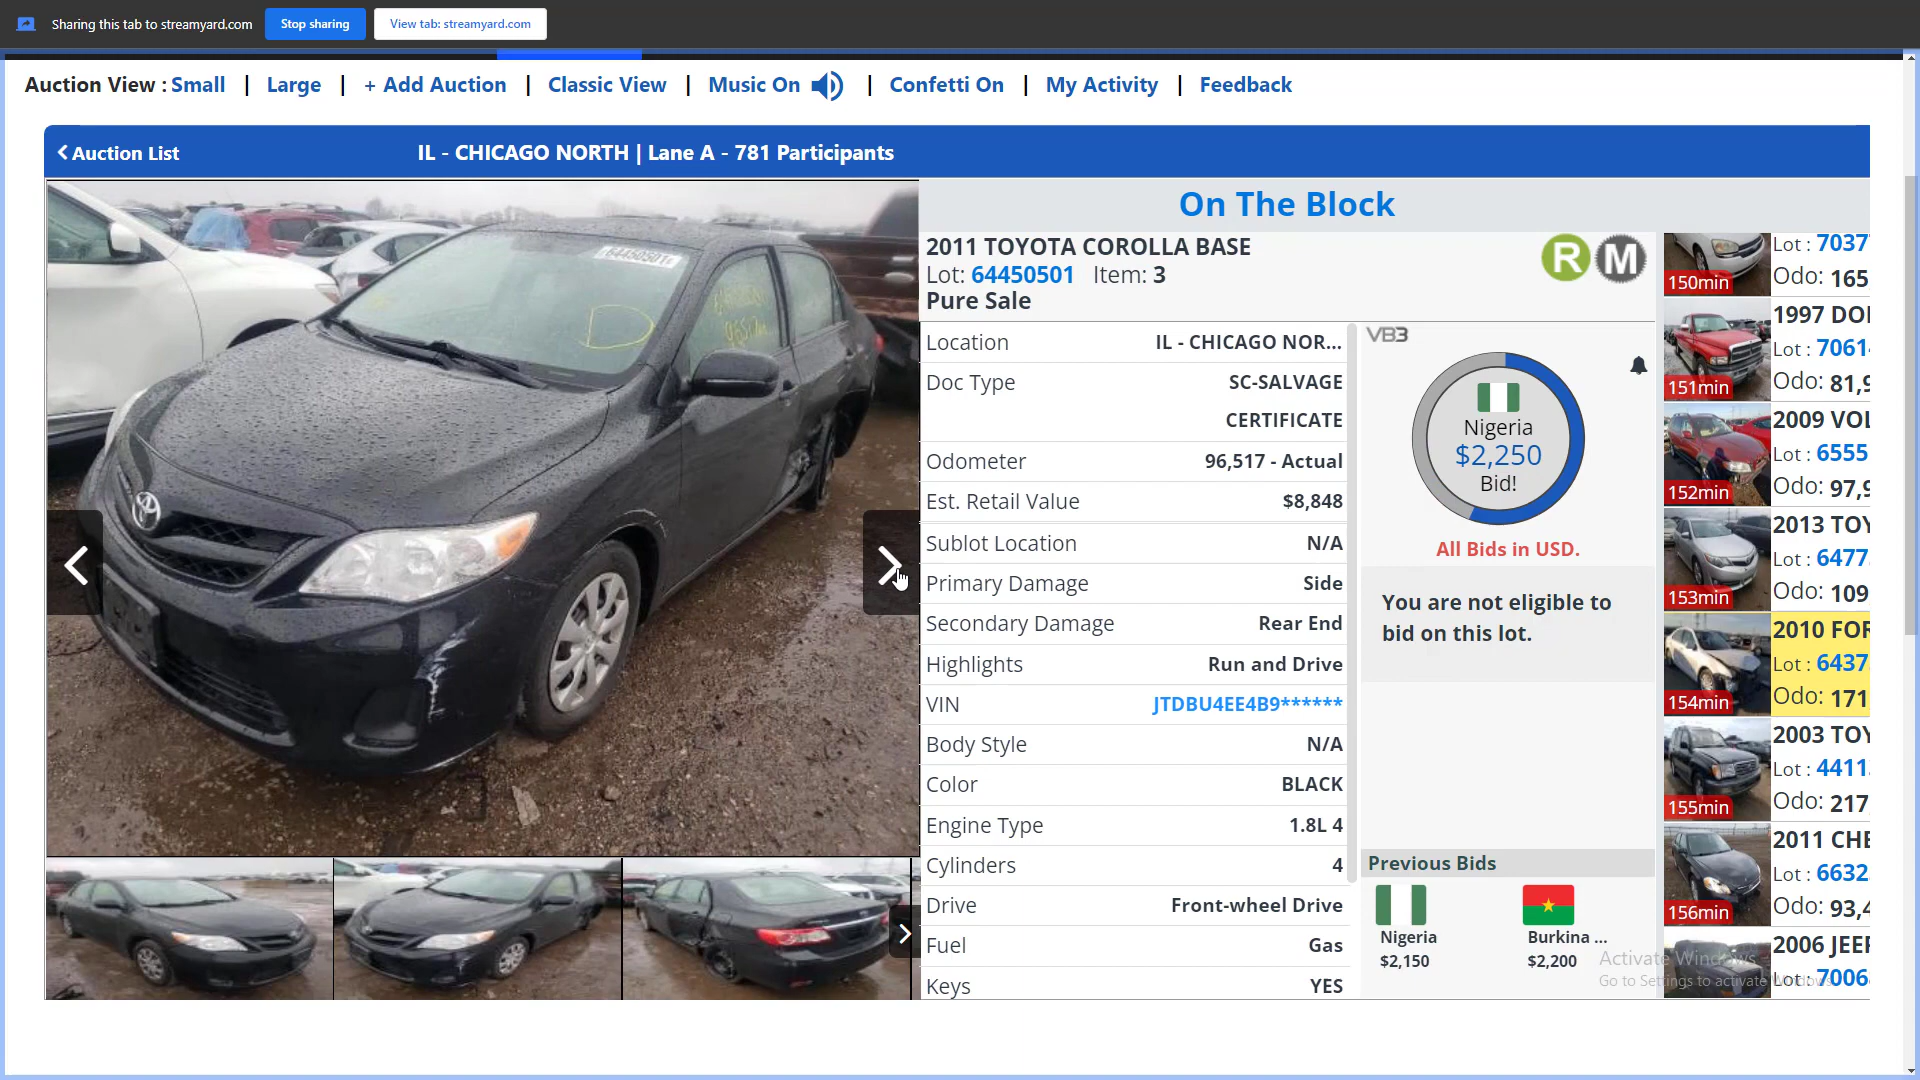 Sharing this tab to streamyard.com
Stop sharing
View tab: streamyard.com
Auction View : Small | Large | + Add Auction | Classic View | Music On | Confetti On | My Activity | Feedback
Auction List
IL - CHICAGO NORTH | Lane A - 781 Participants
64450501
D
On The Block
2011 TOYOTA COROLLA BASE
Lot: 64450501 Item: 3
Pure Sale
R M
Location IL - CHICAGO NOR...
Doc Type SC-SALVAGE
CERTIFICATE
Odometer 96,517 - Actual
Est. Retail Value $8,848
Sublot Location N/A
Primary Damage Side
Secondary Damage Rear End
Highlights Run and Drive
VIN JTDBU4EE4B9******
Body Style N/A
Color BLACK
Engine Type 1.8L 4
Cylinders 4
Drive Front-wheel Drive
Fuel Gas
Keys YES
VB3
Nigeria
$2,250
Bid!
All Bids in USD.
You are not eligible to
bid on this lot.
Previous Bids
Nigeria
$2,150
Burkina ...
$2,200
Lot : 7037
150min
Odo: 165
1997 DO
Lot : 7061
151min
Odo: 81,9
2009 VOL
Lot : 6555
152min
Odo: 97,9
2013 TOY
Lot : 6477
153min
Odo: 109
2010 FOR
Lot : 6437
154min
Odo: 171
2003 TOY
Lot : 4411
155min
Odo: 217
2011 CHE
Lot : 6632
156min
Odo: 93,4
2006 JEEP
Lot : 7006
Activate Windows
Go to Settings to activate Windows.